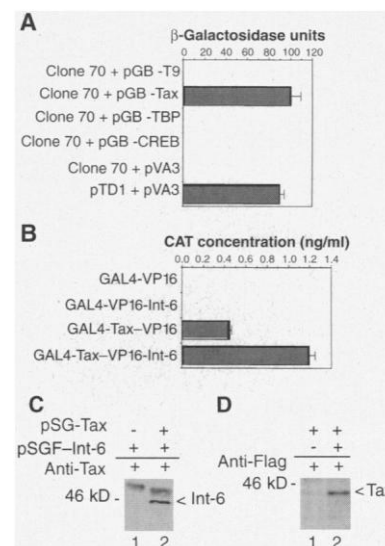 A
β-Galactosidase units
0 20 40 60 80 100 120
Clone 70 + pGB -T9
Clone 70 + pGB -Tax
Clone 70 + pGB -TBP
Clone 70 + pGB -CREB
Clone 70 + pVA3
pTD1 + pVA3
B
CAT concentration (ng/ml)
0.0 0.2 0.4 0.6 0.8 1.0 1.2 1.4
GAL4-VP16
GAL4-VP16-Int-6
GAL4-Tax–VP16
GAL4-Tax–VP16-Int-6
C
pSG-Tax - +
pSGF–Int-6 + +
Anti-Tax + +
46 kD -
< Int-6
1 2
D
+ +
- +
Anti-Flag + +
46 kD -
< Ta
1 2